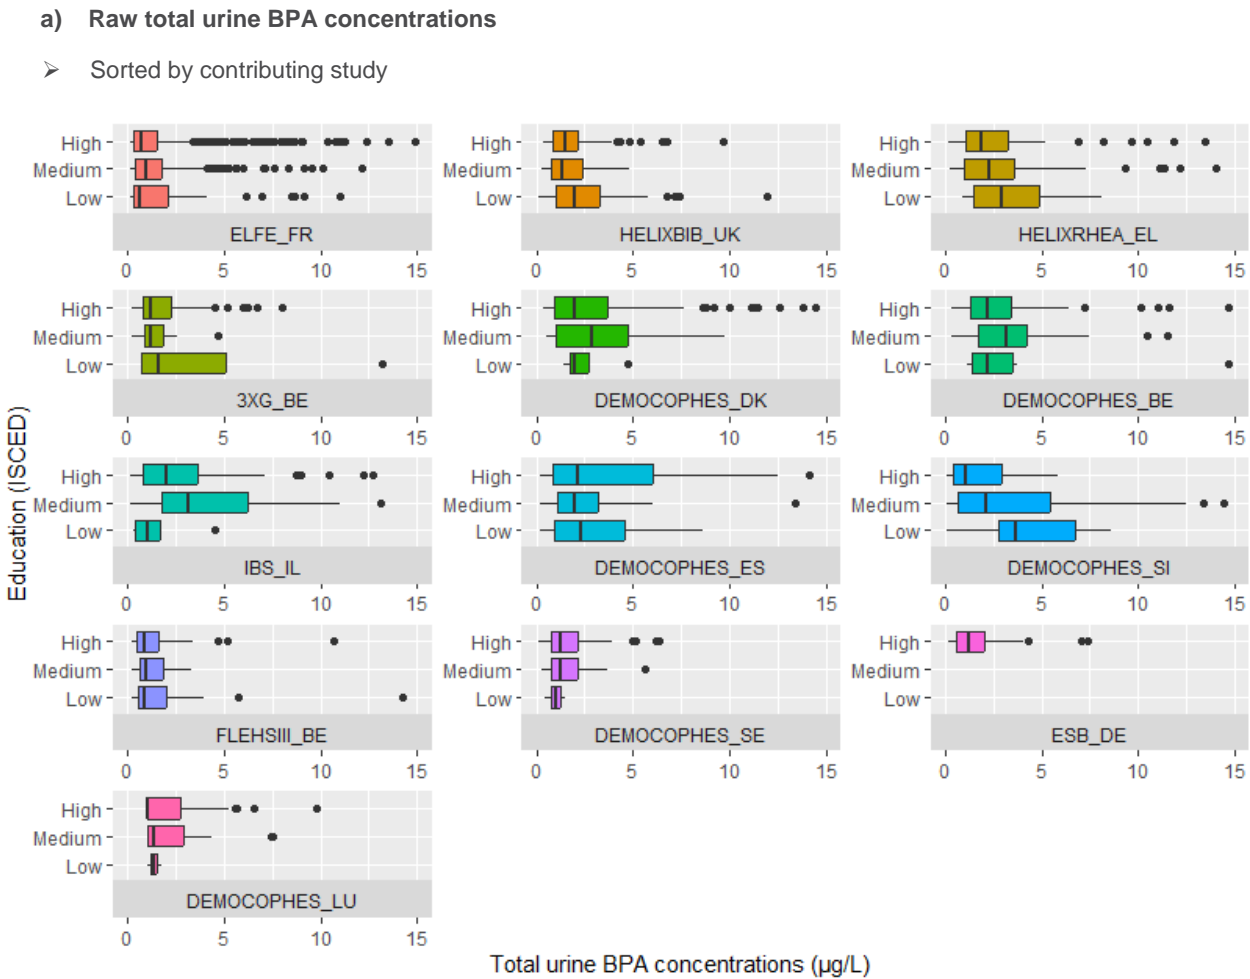 a) Raw total urine BPA concentrations
➢ Sorted by contributing study
High
Medium
Low
ELFE_FR
0 5 10 15
HELIXBIB_UK
0 5 10 15
High
Medium
Low
HELIXRHEA_EL
0 5 10 15
High
Medium
Low
3XG_BE
0 5 10 15
High
Medium
Low
DEMOCOPHES_DK
0 5 10 15
High
Medium
Low
DEMOCOPHES_BE
0 5 10 15
High
Medium
Low
Education (ISCED)
IBS_IL
0 5 10 15
High
Medium
Low
DEMOCOPHES_ES
0 5 10 15
High
Medium
Low
DEMOCOPHES_SI
0 5 10 15
High
Medium
Low
FLEHSIII_BE
0 5 10 15
High
Medium
Low
DEMOCOPHES_SE
0 5 10 15
High
Medium
Low
ESB_DE
0 5 10 15
High
Medium
Low
DEMOCOPHES_LU
0 5 10 15
High
Medium
Low
Total urine BPA concentrations (µg/L)